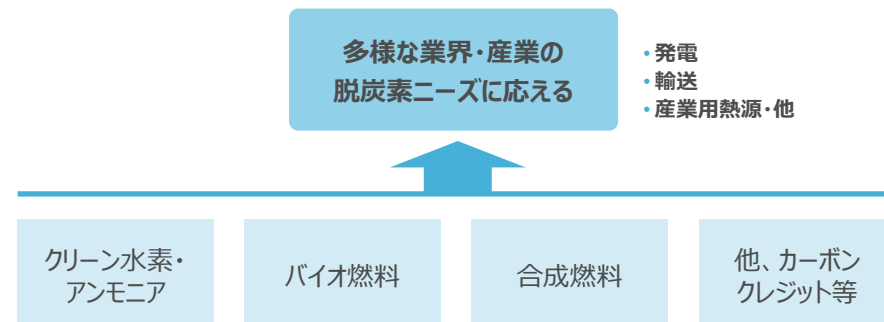 多様な業界・産業の
脱炭素ニーズに応える
・発電
・輸送
・産業用熱源・他
クリーン水素・
アンモニア
バイオ燃料
合成燃料
他、カーボン
クレジット等